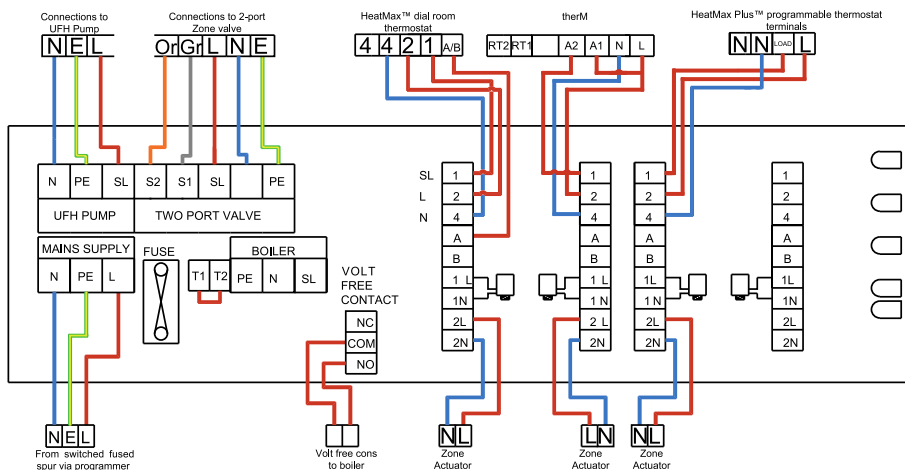 Connections to
UFH Pump
N E L
Connections to 2-port
Zone valve
Or Gr L N E
HeatMax™ dial room
thermostat
4 4 2 1 A/B
therM
RT2 RT1 A2 A1 N L
HeatMax Plus™ programmable thermostat
terminals
N N LOAD L
N PE SL S2 S1 SL PE
UFH PUMP TWO PORT VALVE
MAINS SUPPLY
N PE L
FUSE
T1 T2
BOILER
PE N SL
VOLT
FREE
CONTACT
NC
COM
NO
SL 1
L 2
N 4
A
B
1 L
1N
2L
2N
1
2
4
A
B
1 L
1 N
2 L
2N
1
2
4
A
B
1L
1 N
2L
2N
1
2
4
A
B
1L
1N
2L
2N
N E L
From switched fused
spur via programmer
Volt free cons
to boiler
N L
Zone
Actuator
L N
Zone
Actuator
N L
Zone
Actuator